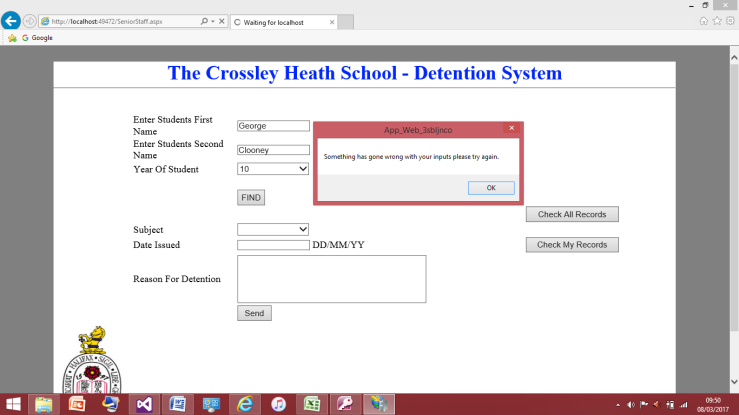 http://localhost:49472/SeniorStaff.aspx
Waiting for localhost
Google
The Crossley Heath School - Detention System
Enter Students First
Name
George
Enter Students Second
Name
Clooney
Year Of Student
10
App_Web_3sbljnco
Something has gone wrong with your inputs please try again.
OK
FIND
Check All Records
Subject
Date Issued
DD/MM/YY
Check My Records
Reason For Detention
Send
HALIFAX
09:50
08/03/2017